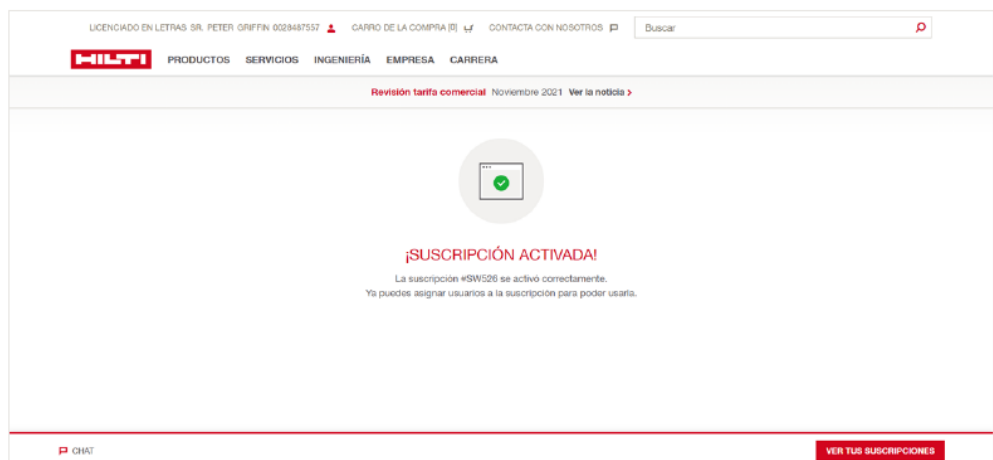 LICENCIADO EN LETRAS SR. PETER GRIFFIN 0028487557 CARRO DE LA COMPRA [0] CONTACTA CON NOSOTROS Buscar
HILTI PRODUCTOS SERVICIOS INGENIERÍA EMPRESA CARRERA
Revisión tarifa comercial Noviembre 2021 Ver la noticia >
¡SUSCRIPCIÓN ACTIVADA!
La suscripción #SW526 se activó correctamente.
Ya puedes asignar usuarios a la suscripción para poder usarla.
CHAT VER TUS SUSCRIPCIONES